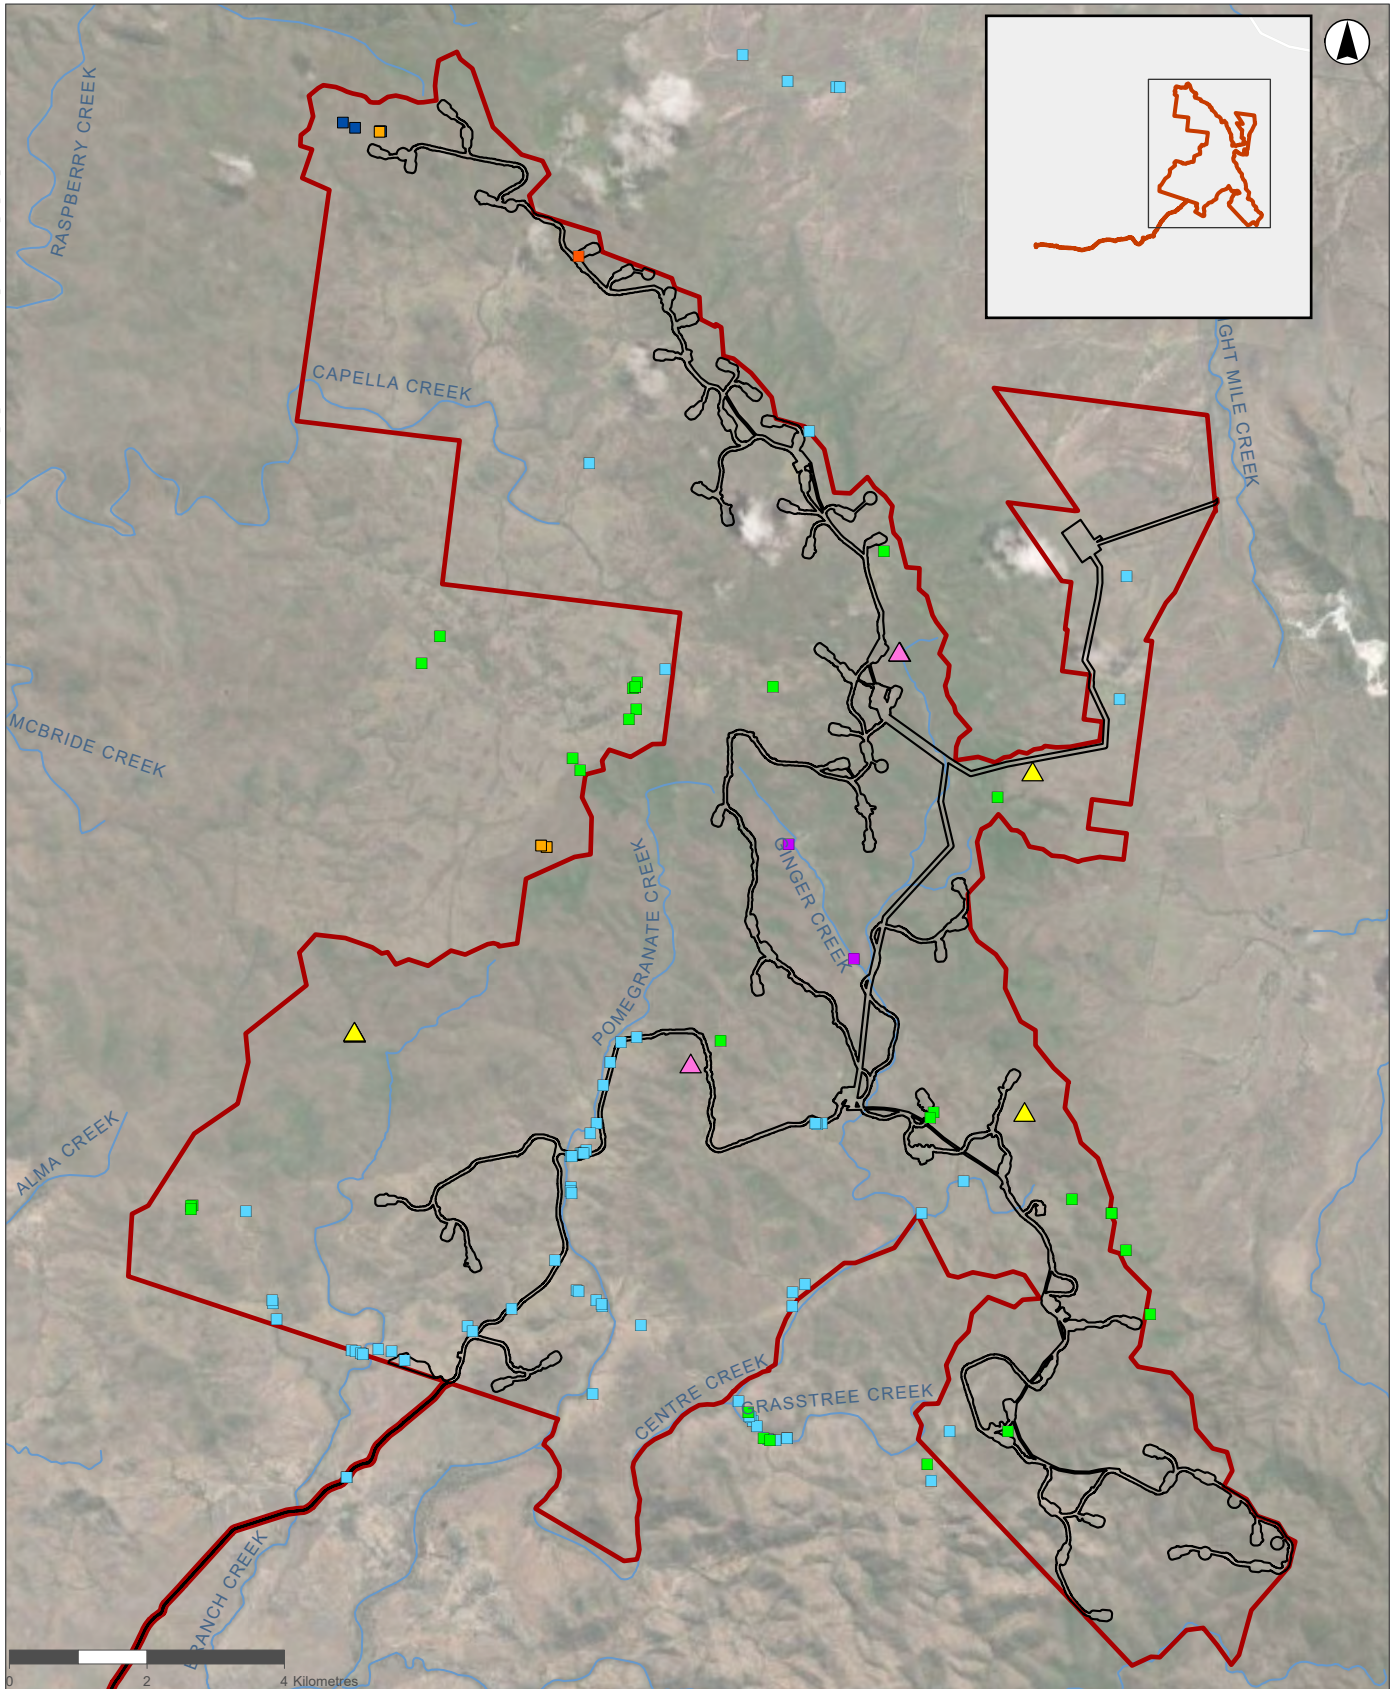 RASPBERRY CREEK
CAPELLA CREEK
GHT MILE CREEK
MCBRIDE CREEK
POMEGRANATE CREEK
GINGER CREEK
ALMA CREEK
CENTRE CREEK
GRASSTREE CREEK
BRANCH CREEK
0 2 4 Kilometres